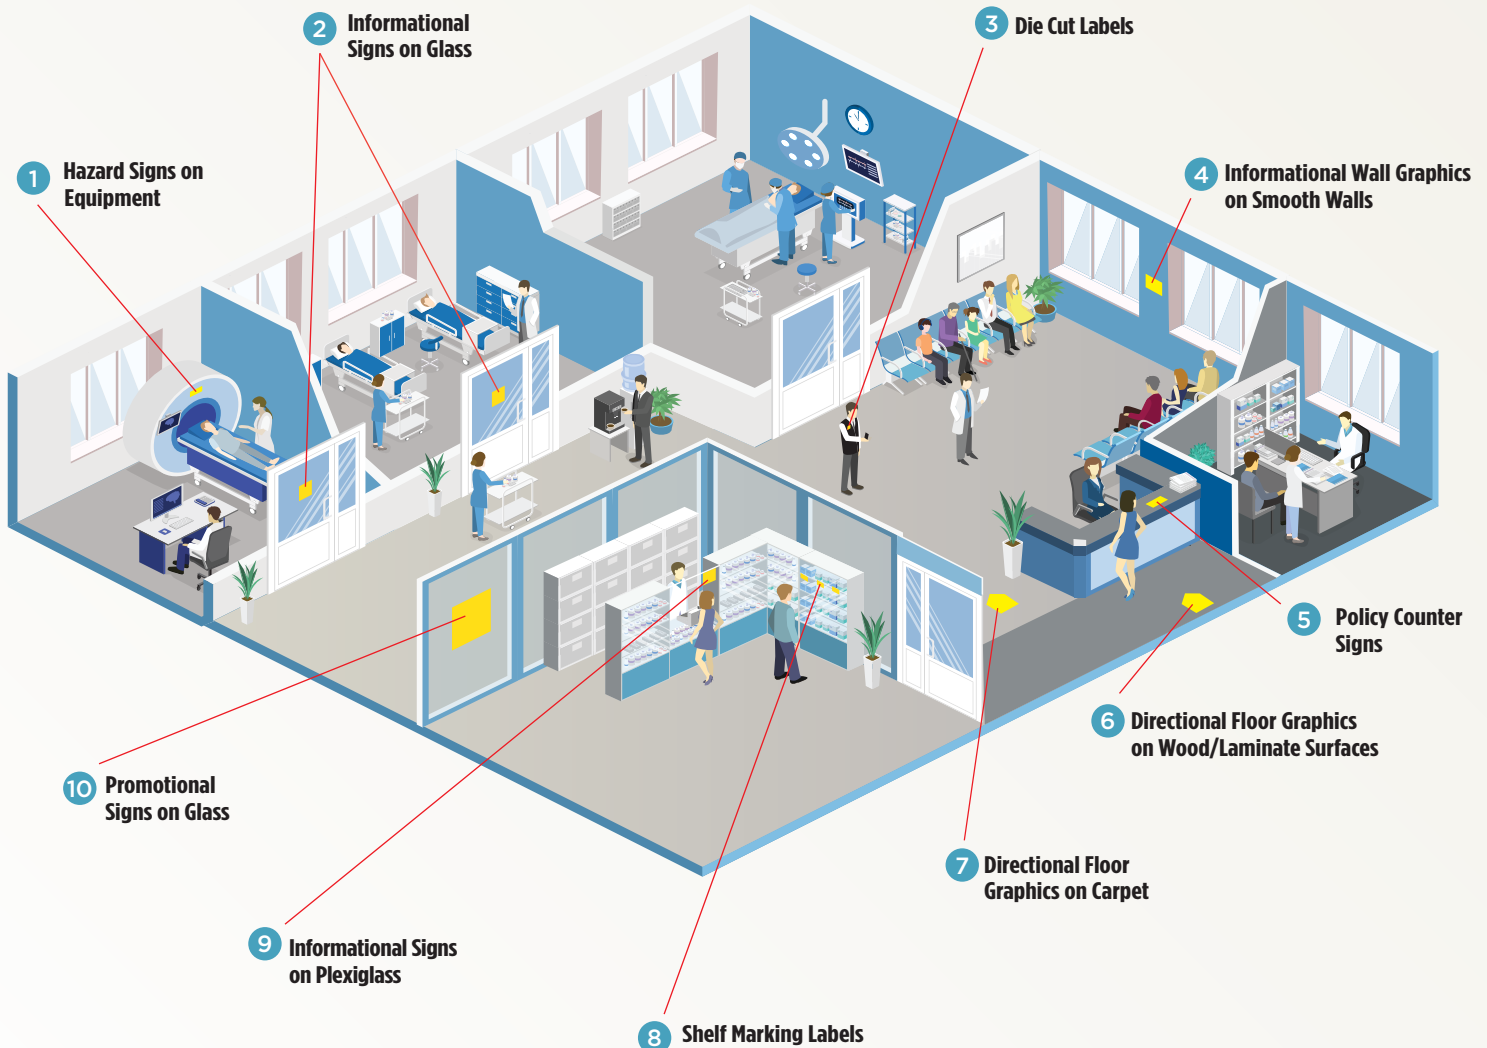 2 Informational
Signs on Glass
3 Die Cut Labels
1 Hazard Signs on
Equipment
4 Informational Wall Graphics
on Smooth Walls
5 Policy Counter
Signs
6 Directional Floor Graphics
on Wood/Laminate Surfaces
10 Promotional
Signs on Glass
7 Directional Floor
Graphics on Carpet
9 Informational Signs
on Plexiglass
8 Shelf Marking Labels